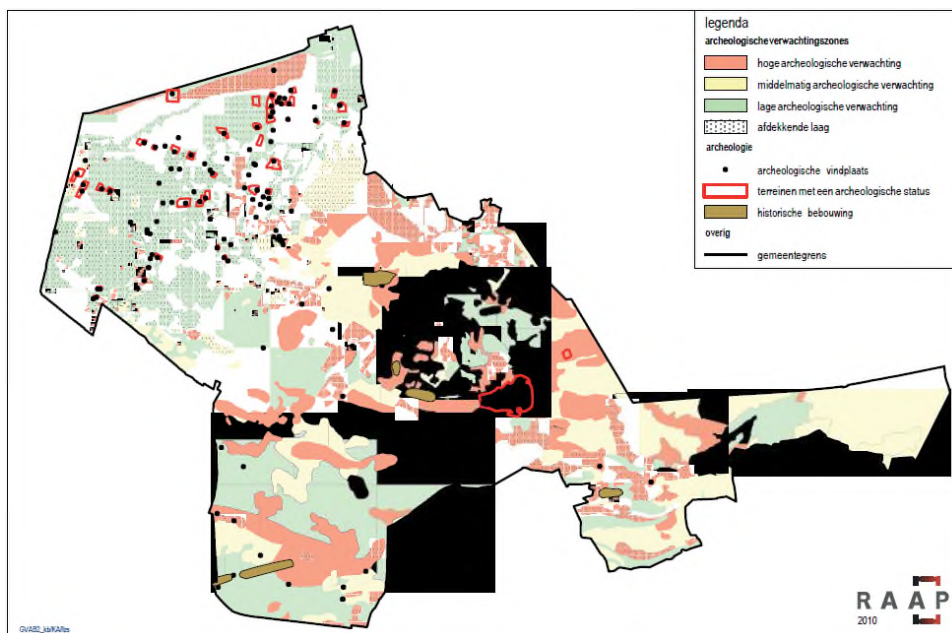 legenda
archeologische verwachtingszones
hoge archeologische verwachting
middelmatig archeologische verwachting
lage archeologische verwachting
afdekkende laag
archeologie
archeologische vindplaats
terreinen met een archeologische status
historische bebouwing
overig
gemeentegrens
RAAP
2010